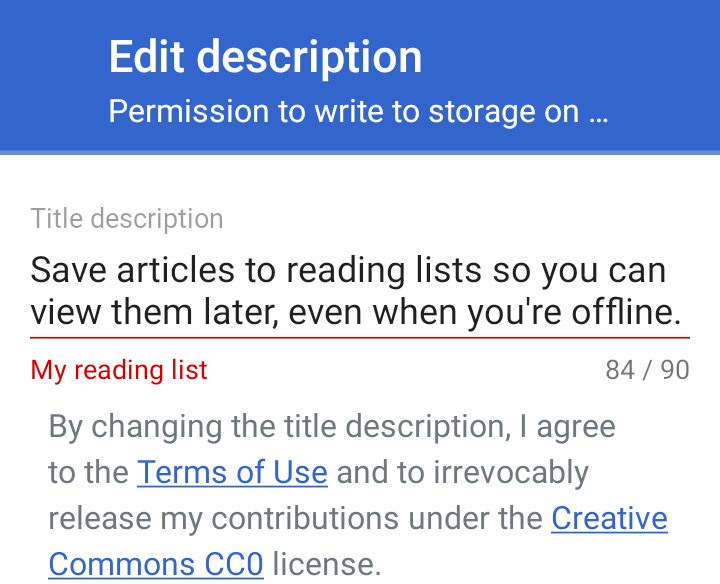 Edit description
Permission to write to storage on ...
Title description
Save articles to reading lists so you can
view them later, even when you're offline.
My reading list
84 / 90
By changing the title description, I agree
to the Terms of Use and to irrevocably
release my contributions under the Creative
Commons CC0 license.